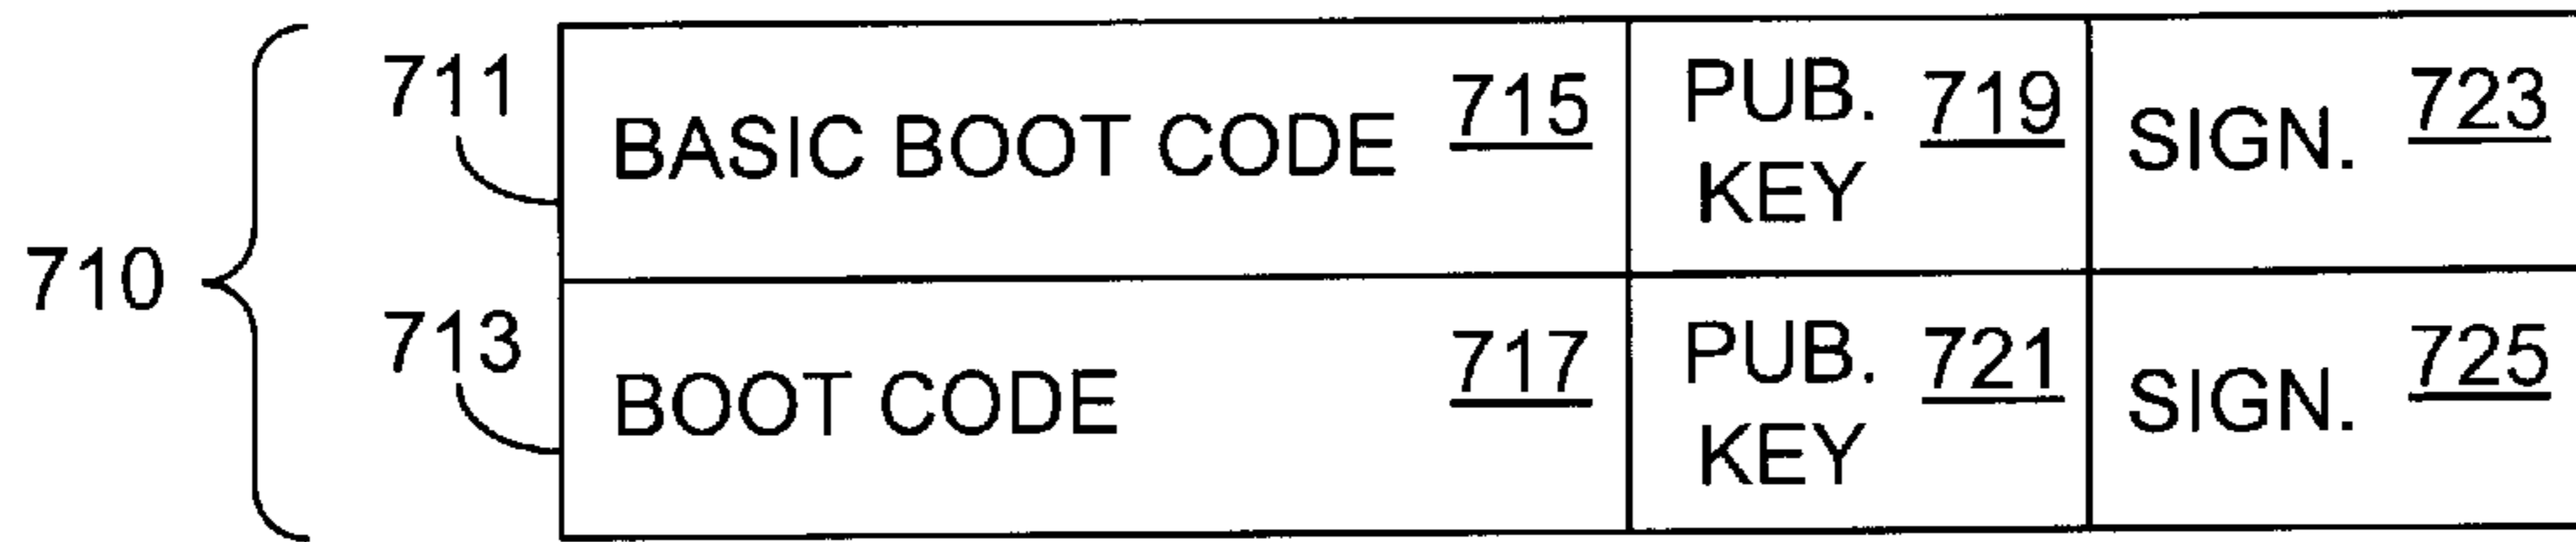 710
711
BASIC BOOT CODE 715
PUB. KEY 719
SIGN. 723
713
BOOT CODE 717
PUB. KEY 721
SIGN. 725